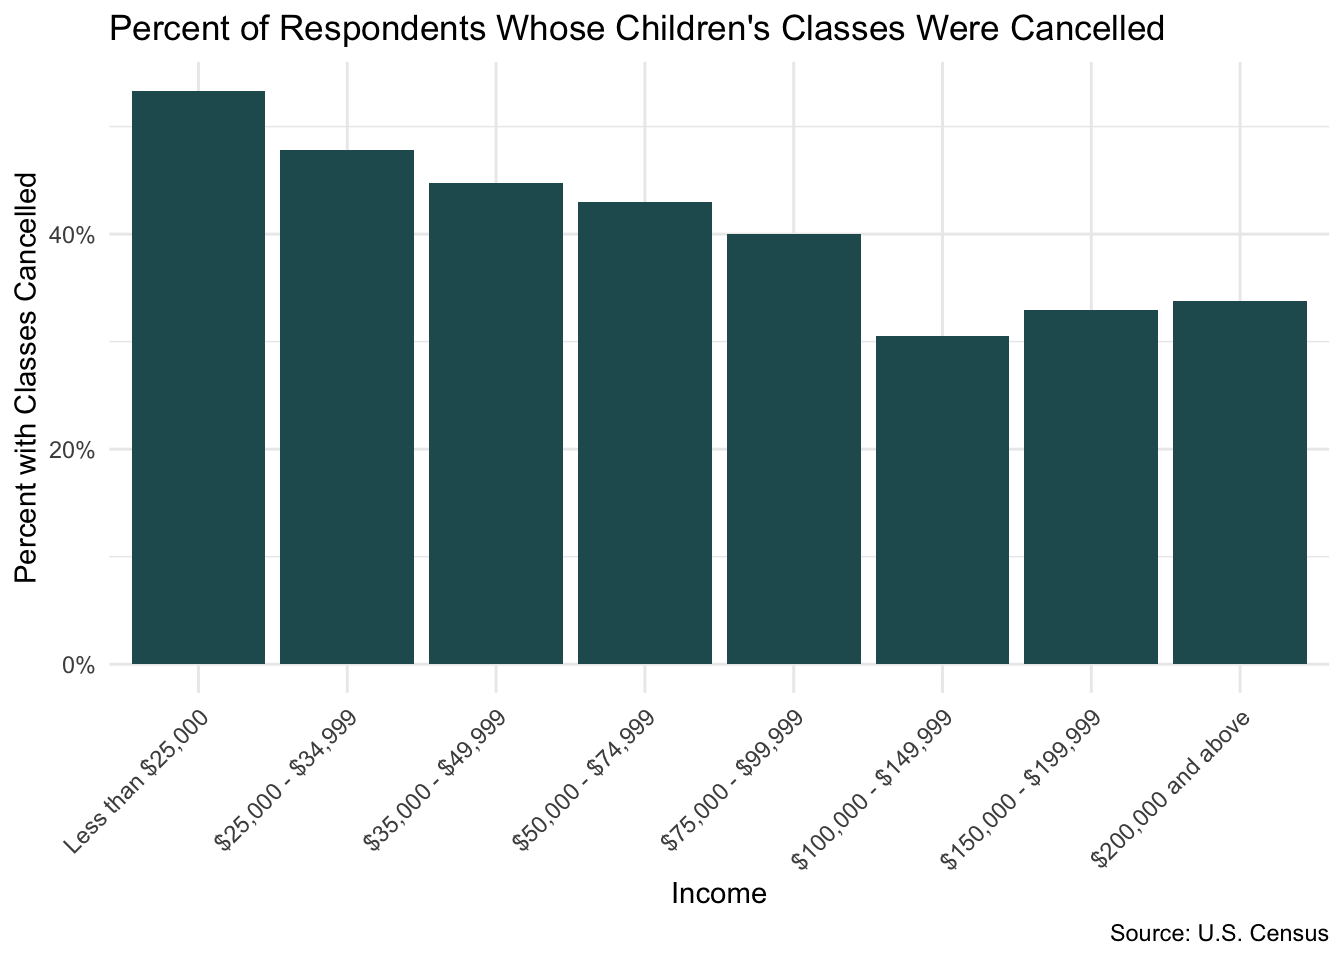 Percent of Respondents Whose Children's Classes Were Cancelled
Percent with Classes Cancelled
40%
20%
0%
Less than $25,000
$25,000 - $34,999
$35,000 - $49,999
$50,000 - $74,999
$75,000 - $99,999
$100,000 - $149,999
$150,000 - $199,999
$200,000 and above
Income
Source: U.S. Census